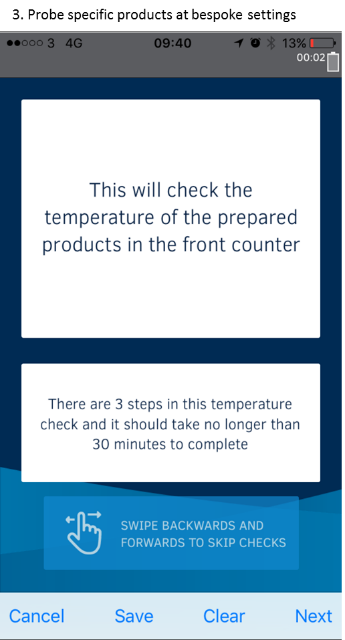 3. Probe specific products at bespoke settings
3 4G 09:40 13%
00:02
This will check the
temperature of the prepared
products in the front counter
There are 3 steps in this temperature
check and it should take no longer than
30 minutes to complete
SWIPE BACKWARDS AND
FORWARDS TO SKIP CHECKS
Cancel Save Clear Next